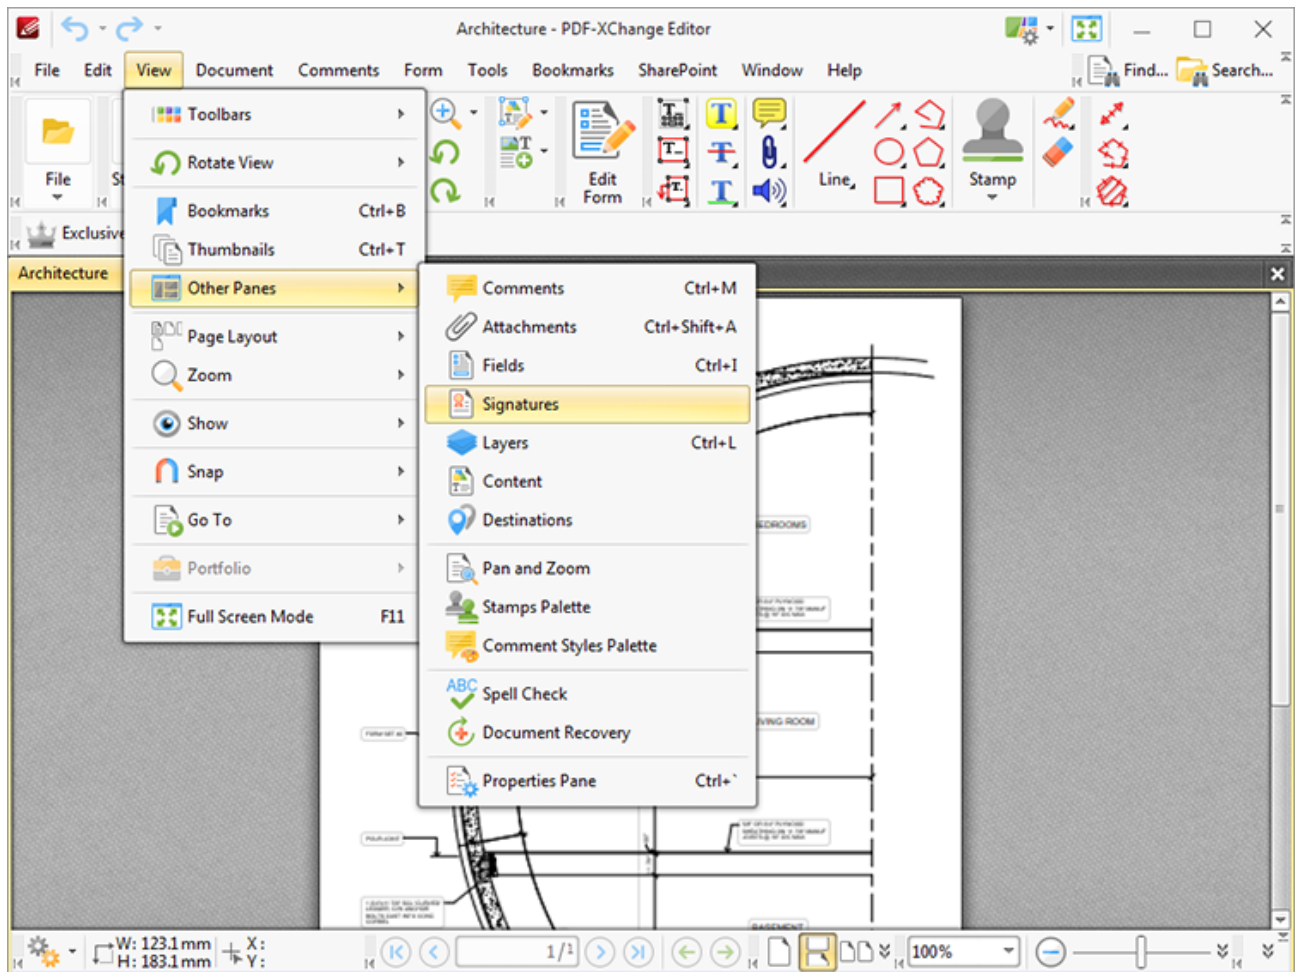 Architecture - PDF-XChange Editor
File Edit View Document Comments Form Tools Bookmarks SharePoint Window Help
Find... Search...
File
Edit Form
Line
Stamp
Exclusive
Architecture
Toolbars
Rotate View
Bookmarks Ctrl+B
Thumbnails Ctrl+T
Other Panes
Page Layout
Zoom
Show
Snap
Go To
Portfolio
Full Screen Mode F11
Comments Ctrl+M
Attachments Ctrl+Shift+A
Fields Ctrl+I
Signatures
Layers Ctrl+L
Content
Destinations
Pan and Zoom
Stamps Palette
Comment Styles Palette
ABC Spell Check
Document Recovery
Properties Pane Ctrl+`
BASEMENT
W: 123.1 mm
H: 183.1 mm
X:
Y:
1/1
100%